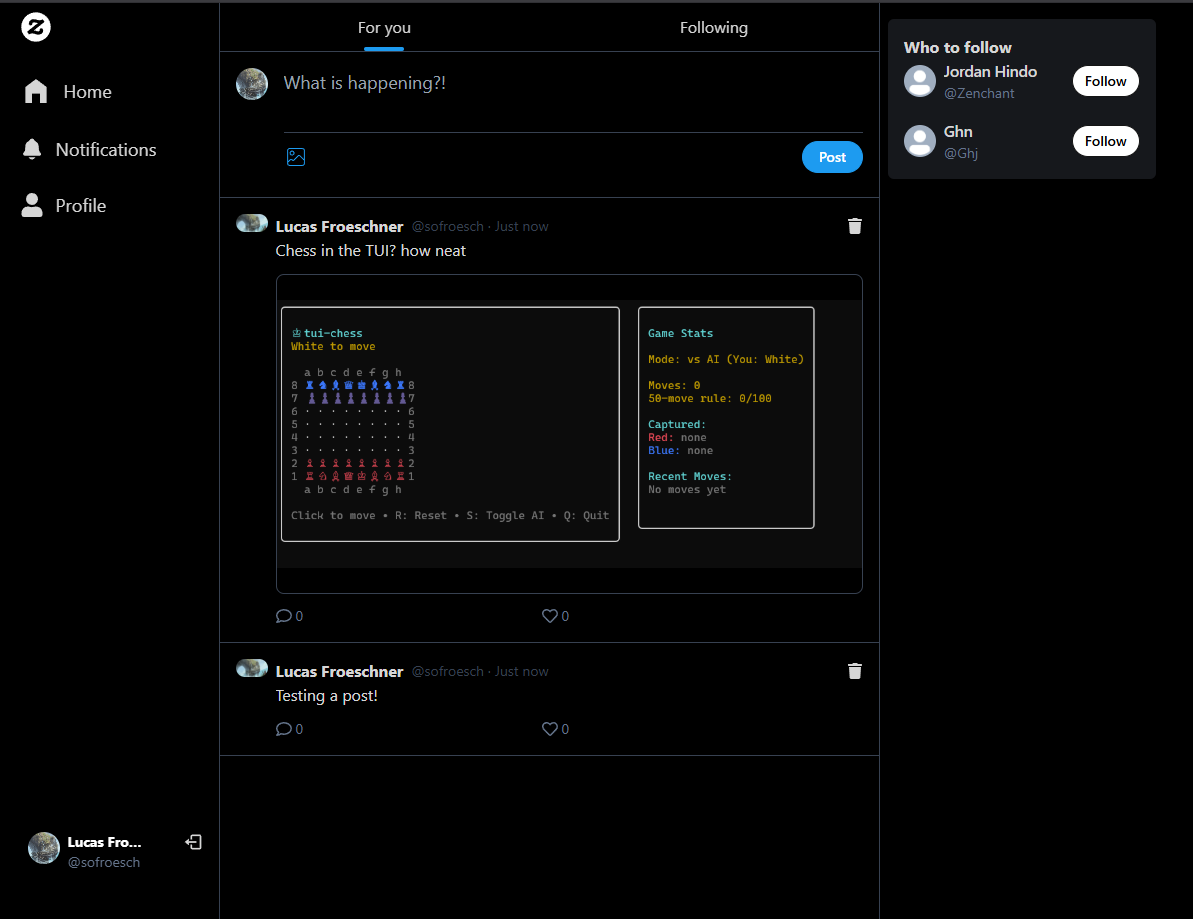 Z
Home
Notifications
Profile
Lucas Fro...
@sofroesch
For you
Following
What is happening?!
Post
Lucas Froeschner @sofroesch · Just now
Chess in the TUI? how neat
♔ tui-chess
White to move
a b c d e f g h
8 ♜ ♞ ♝ ♛ ♚ ♝ ♞ ♜ 8
7 ♟ ♟ ♟ ♟ ♟ ♟ ♟ ♟ 7
6 · · · · · · · · 6
5 · · · · · · · · 5
4 · · · · · · · · 4
3 · · · · · · · · 3
2 ♙ ♙ ♙ ♙ ♙ ♙ ♙ ♙ 2
1 ♖ ♘ ♗ ♕ ♔ ♗ ♘ ♖ 1
a b c d e f g h
Click to move • R: Reset • S: Toggle AI • Q: Quit
Game Stats
Mode: vs AI (You: White)
Moves: 0
50-move rule: 0/100
Captured:
Red: none
Blue: none
Recent Moves:
No moves yet
0
0
Lucas Froeschner @sofroesch · Just now
Testing a post!
0
0
Who to follow
Jordan Hindo
@Zenchant
Follow
Ghn
@Ghj
Follow